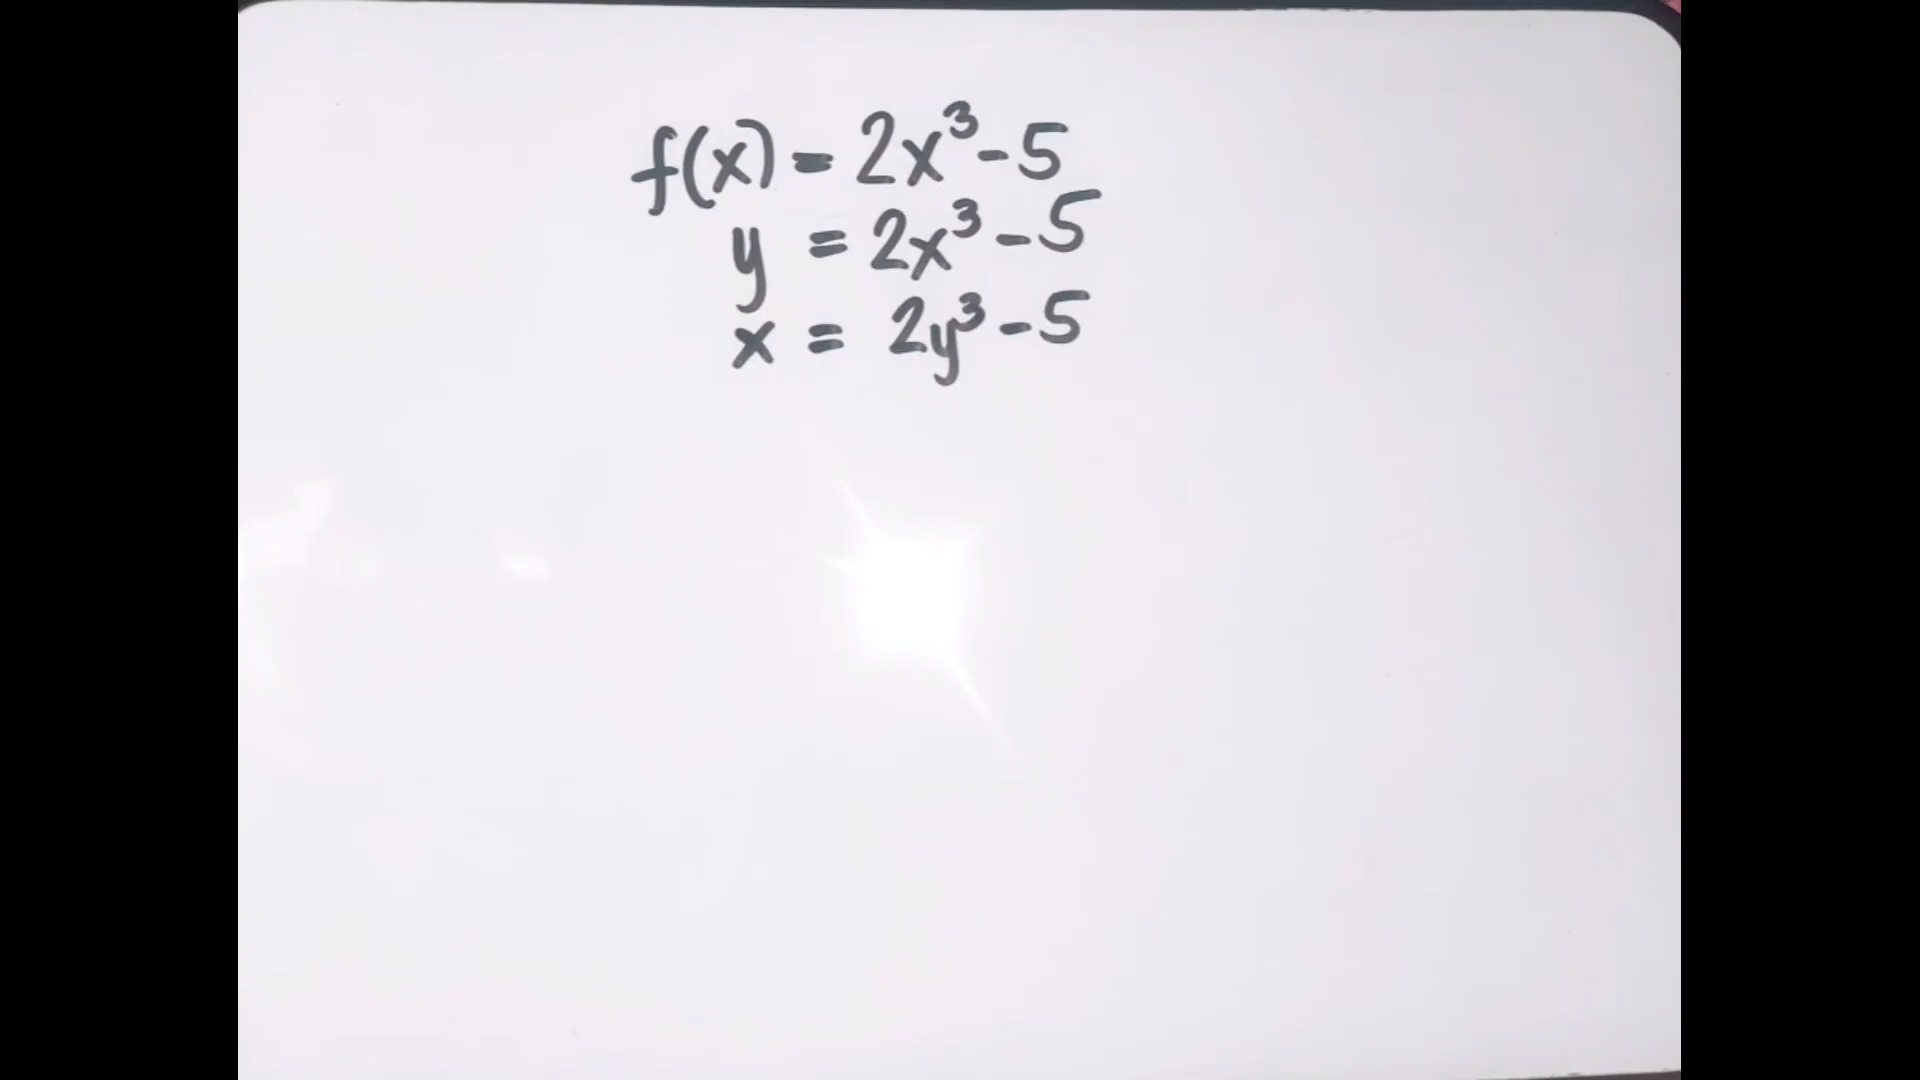 f(x) = 2x³ - 5
y = 2x³ - 5
x = 2y³ - 5